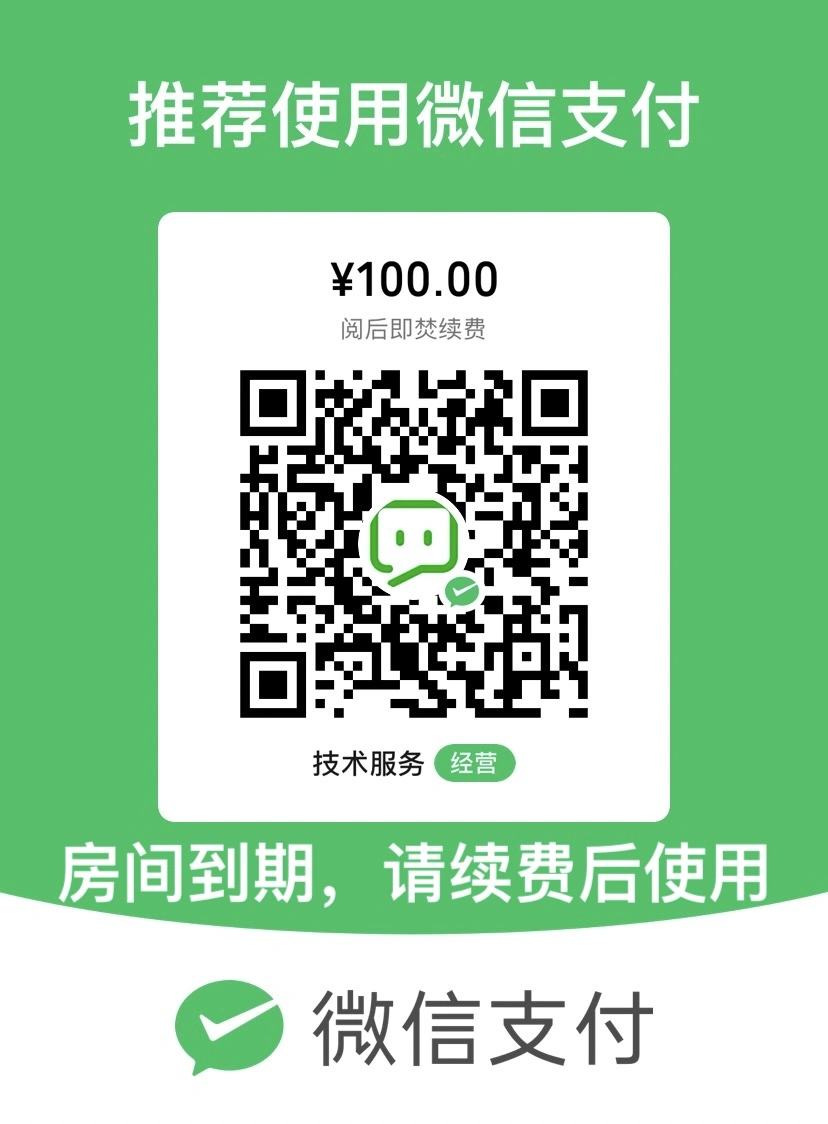 推荐使用微信支付
¥100.00
阅后即焚续费
技术服务 经营
房间到期，请续费后使用
微信支付